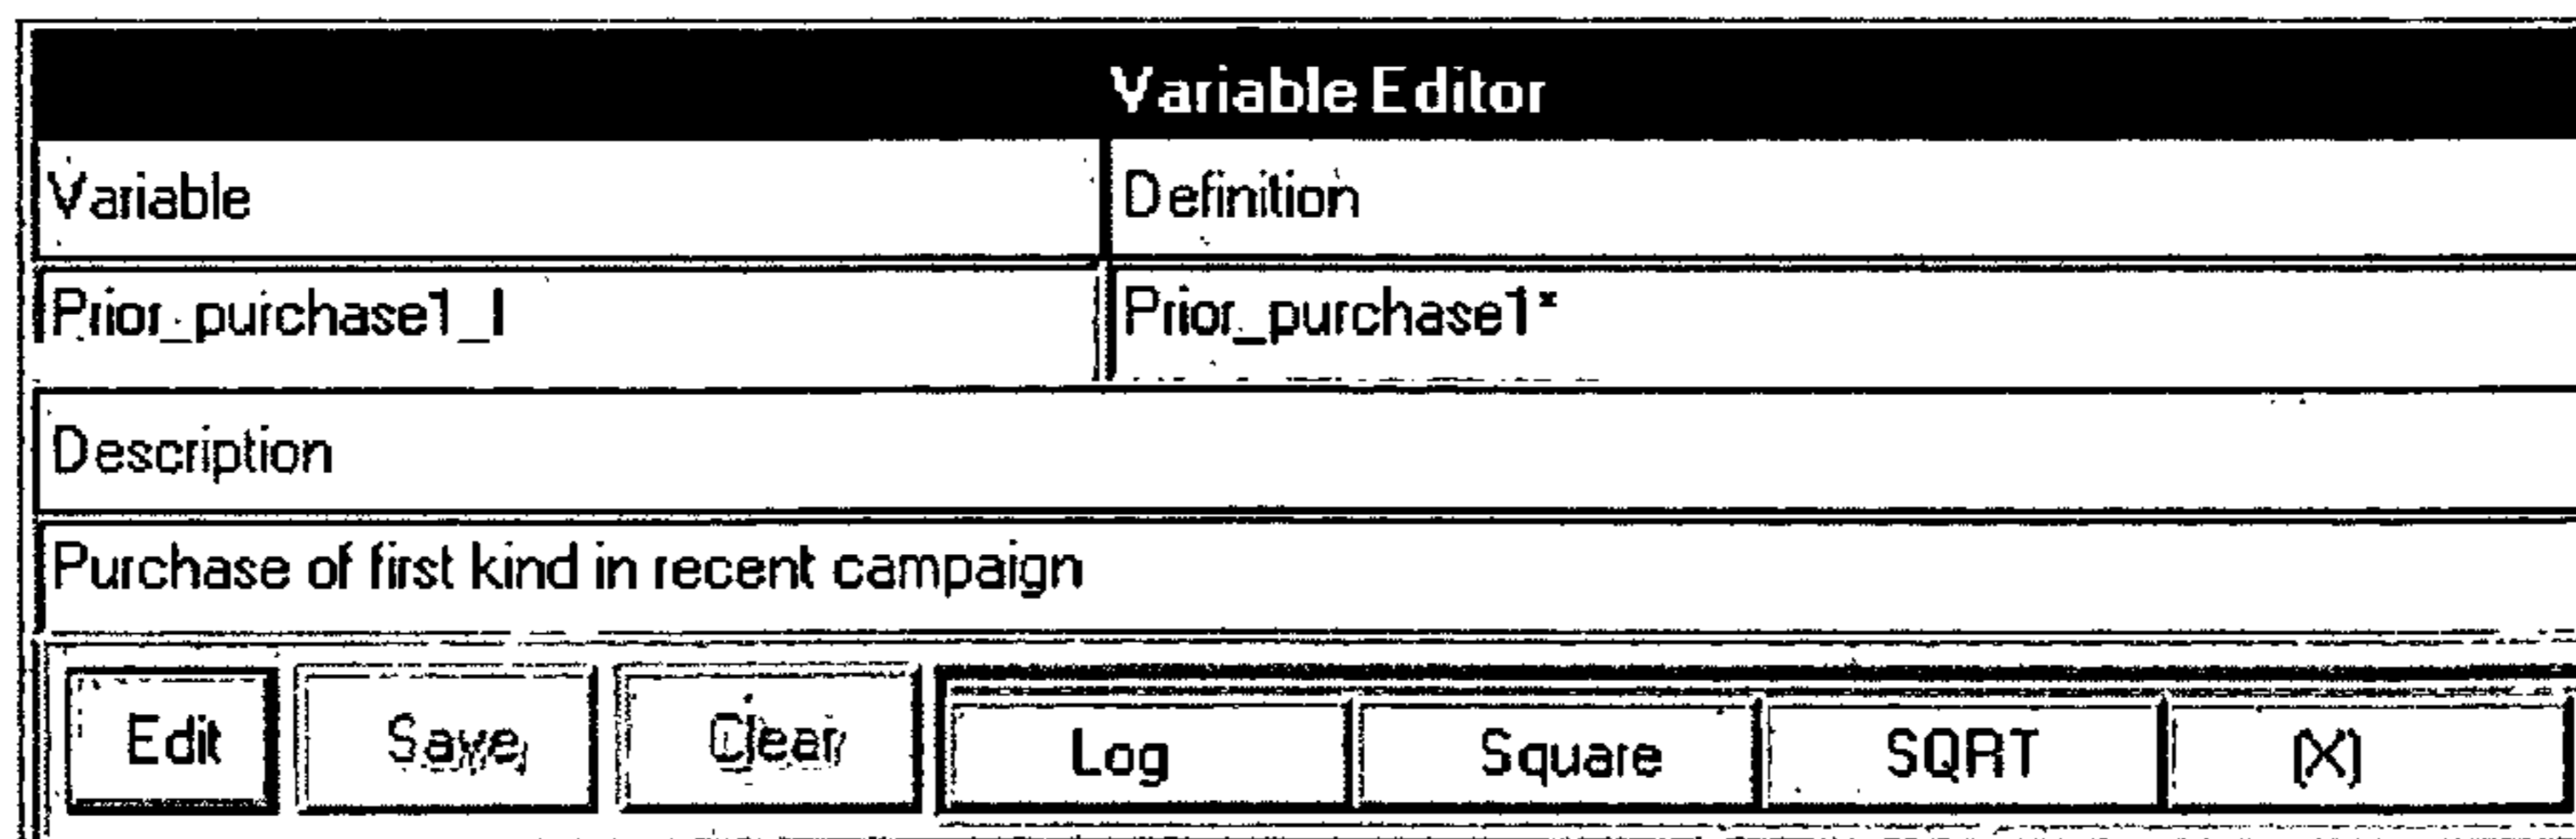 Variable Editor
Variable Definition
Prior_purchase1_I Prior_purchase1*
Description
Purchase of first kind in recent campaign
Edit Save Clear Log Square SQRT (X)